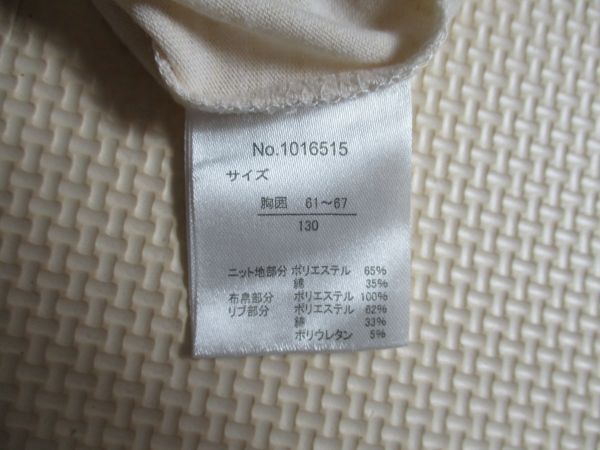 No.1016515
サイズ
胸囲 61～67
130
ニット地部分 ポリエステル 65%
綿 35%
布帛部分 ポリエステル 100%
リブ部分 ポリエステル 62%
綿 33%
ポリウレタン 5%